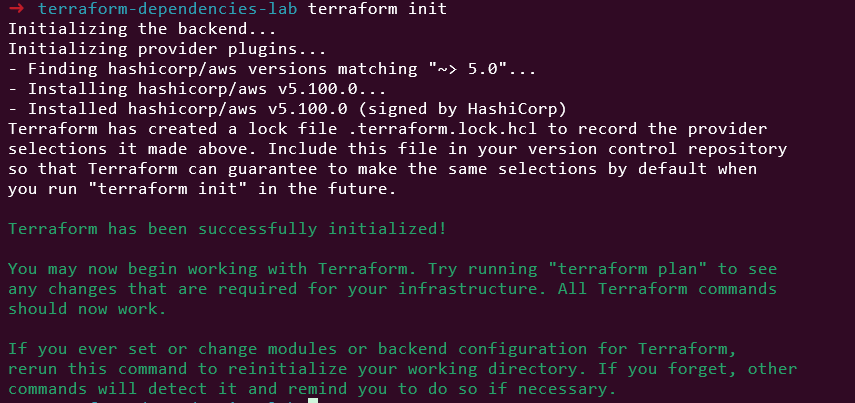 → terraform-dependencies-lab terraform init
Initializing the backend...
Initializing provider plugins...
- Finding hashicorp/aws versions matching "~> 5.0"...
- Installing hashicorp/aws v5.100.0...
- Installed hashicorp/aws v5.100.0 (signed by HashiCorp)
Terraform has created a lock file .terraform.lock.hcl to record the provider
selections it made above. Include this file in your version control repository
so that Terraform can guarantee to make the same selections by default when
you run "terraform init" in the future.

Terraform has been successfully initialized!

You may now begin working with Terraform. Try running "terraform plan" to see
any changes that are required for your infrastructure. All Terraform commands
should now work.

If you ever set or change modules or backend configuration for Terraform,
rerun this command to reinitialize your working directory. If you forget, other
commands will detect it and remind you to do so if necessary.